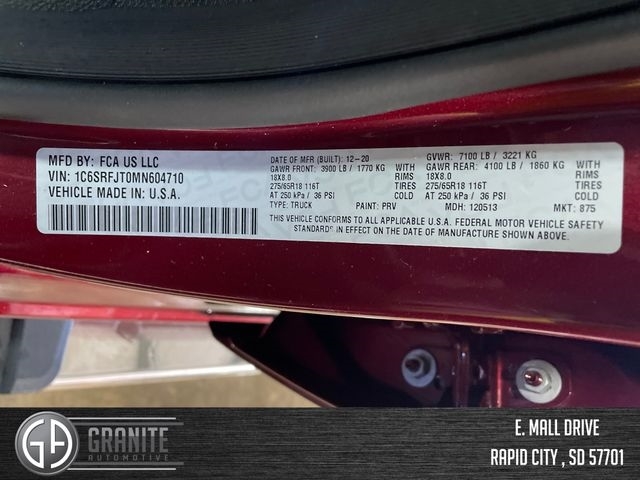 MFD BY: FCA US LLC
VIN: 1C6SRFJT0MN604710
VEHICLE MADE IN U.S.A.
DATE OF MFR (BUILT): 12-20
GVWR: 7100 LB / 3221 KG
GAWR FRONT: 3900 LB / 1770 KG WITH
GAWR REAR: 4100 LB / 1860 KG WITH
18X8.0 RIMS
18X8.0 RIMS
275/65R18 116T TIRES
275/65R18 116T TIRES
AT 250 kPa / 36 PSI COLD
AT 250 kPa / 36 PSI COLD
TYPE: TRUCK PAINT: PRV MDH: 120513 MKT: 875
THIS VEHICLE CONFORMS TO ALL APPLICABLE U.S.A. FEDERAL MOTOR VEHICLE SAFETY
STANDARDS IN EFFECT ON THE DATE OF MANUFACTURE SHOWN ABOVE.
GA GRANITE
AUTOMOTIVE
E. MALL DRIVE
RAPID CITY , SD 57701